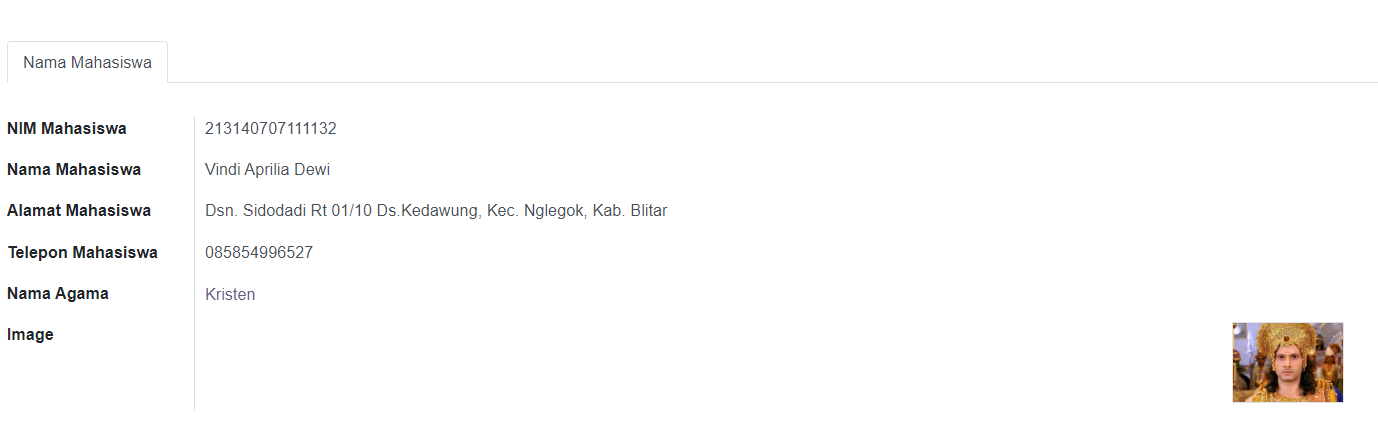 Nama Mahasiswa
NIM Mahasiswa 213140707111132
Nama Mahasiswa Vindi Aprilia Dewi
Alamat Mahasiswa Dsn. Sidodadi Rt 01/10 Ds.Kedawung, Kec. Nglegok, Kab. Blitar
Telepon Mahasiswa 085854996527
Nama Agama Kristen
Image